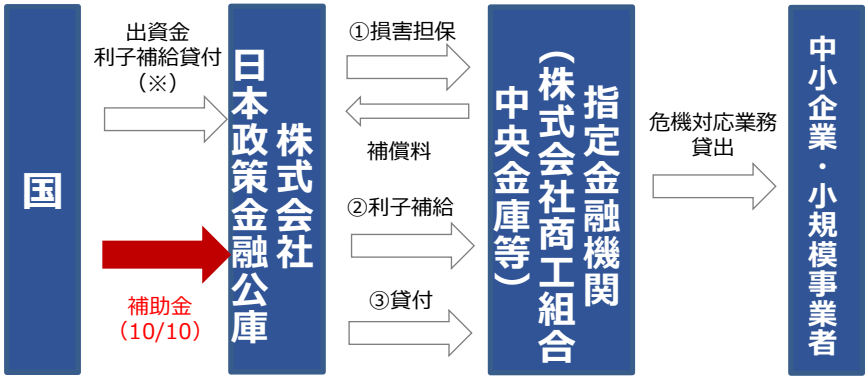 国
出資金
利子補給貸付
（※）
補助金
（10/10）
株式会社
日本政策金融公庫
①損害担保
補償料
②利子補給
③貸付
指定金融機関
（株式会社商工組合
中央金庫等）
危機対応業務
貸出
中小企業・小規模事業者